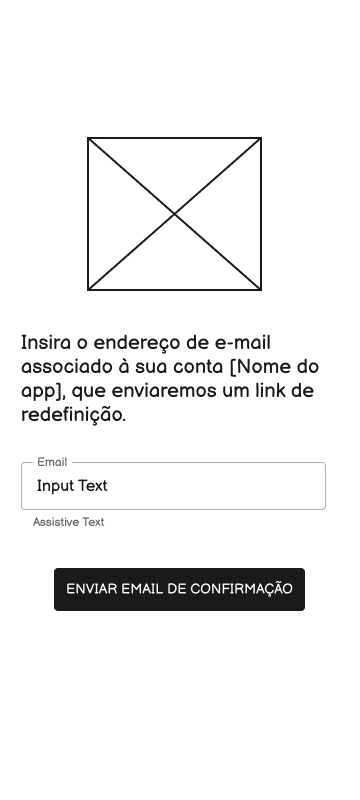 Insira o endereço de e-mail
associado à sua conta [Nome do
app], que enviaremos um link de
redefinição.
Email
Input Text
Assistive Text
ENVIAR EMAIL DE CONFIRMAÇÃO